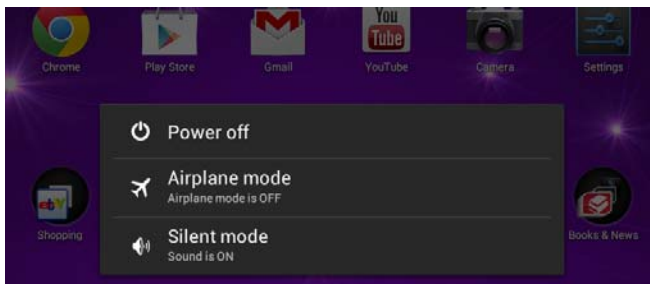 You
Tube
Chrome
Play Store
Gmail
YouTube
Camera
Settings
Power off
Airplane mode
Airplane mode is OFF
Silent mode
Sound is ON
ebY
Shopping
Books & News